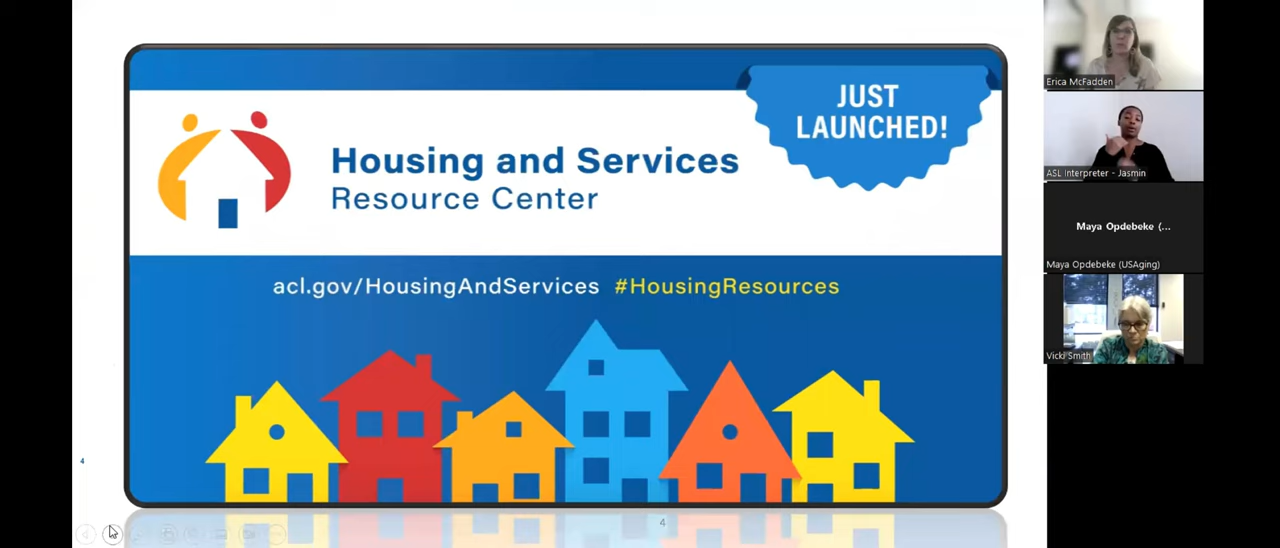 JUST
LAUNCHED!
Housing and Services
Resource Center
acl.gov/HousingAndServices #HousingResources
4
4
Erica McFadden
ASL Interpreter - Jasmin
Maya Opdebeke (...
Maya Opdebeke (USAging)
Vicki Smith